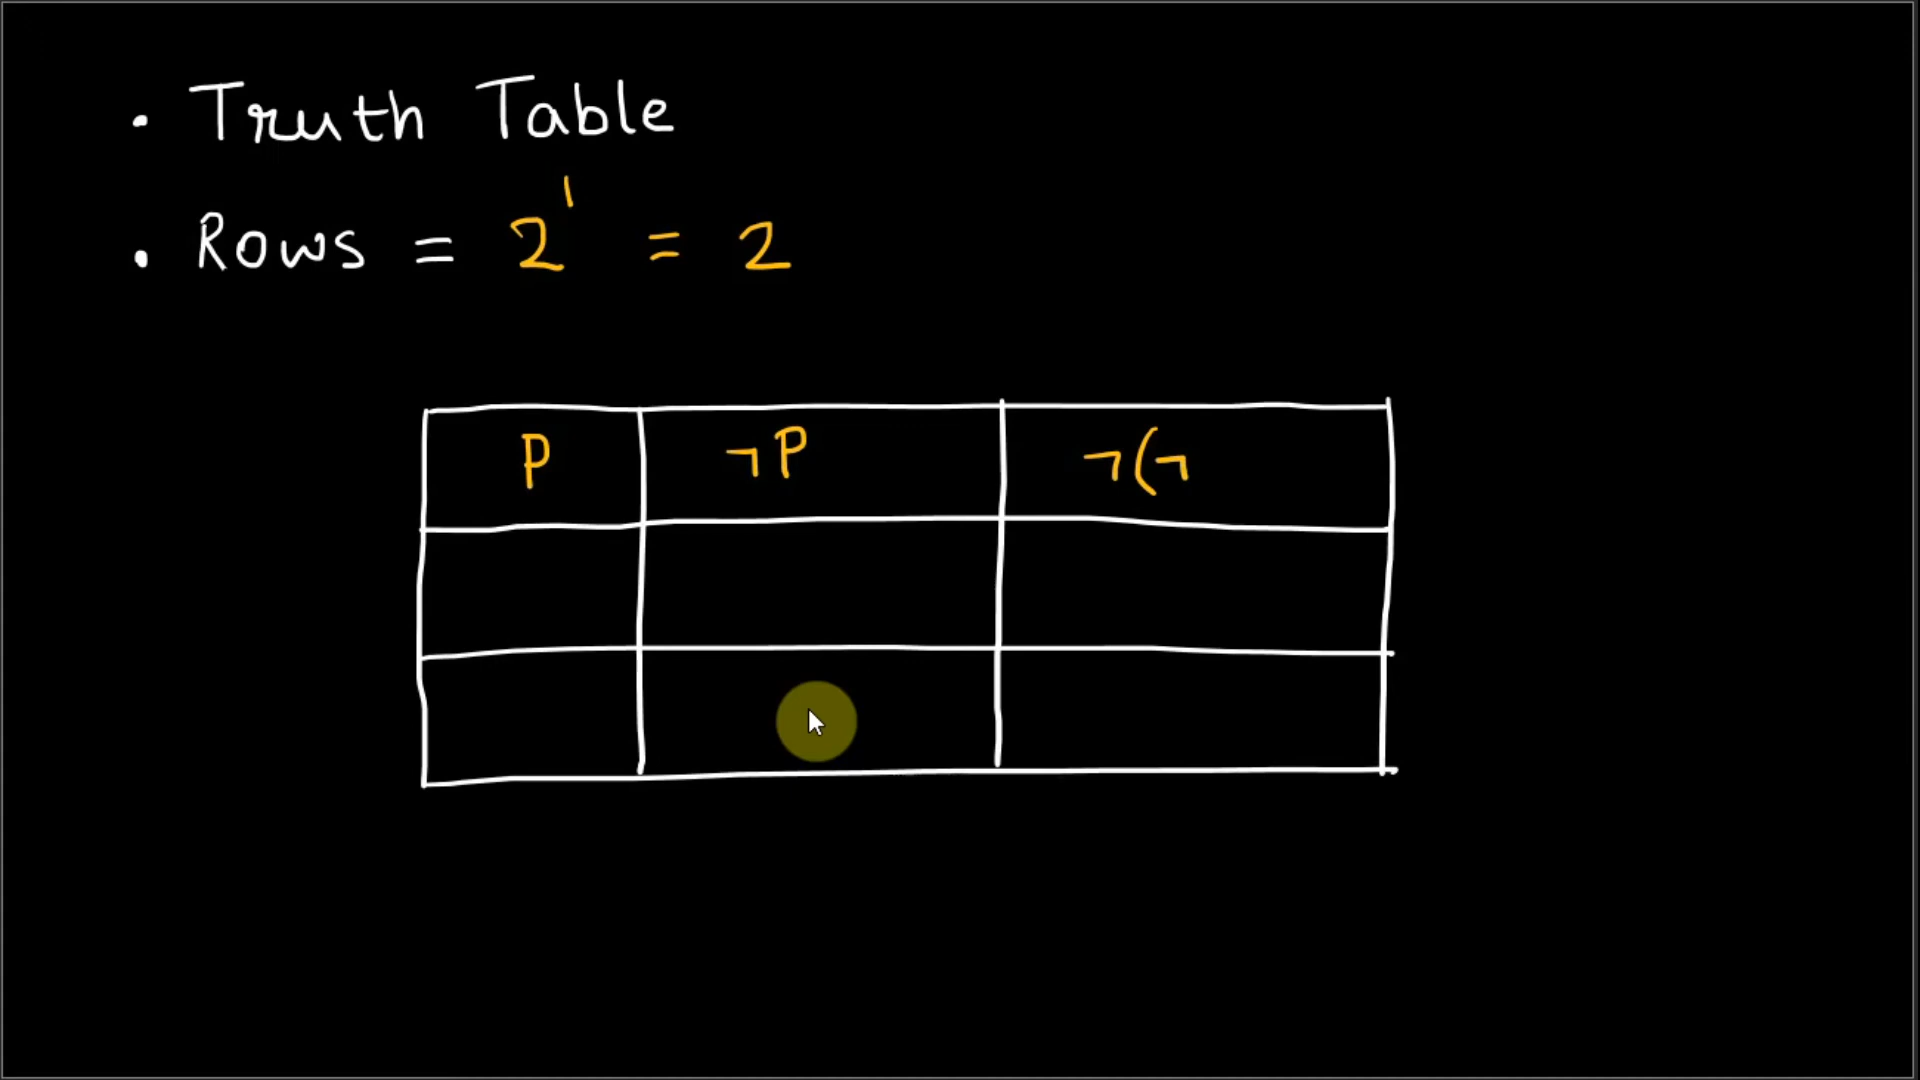 • Truth Table
• Rows = 2¹ = 2
P ¬P ¬(¬